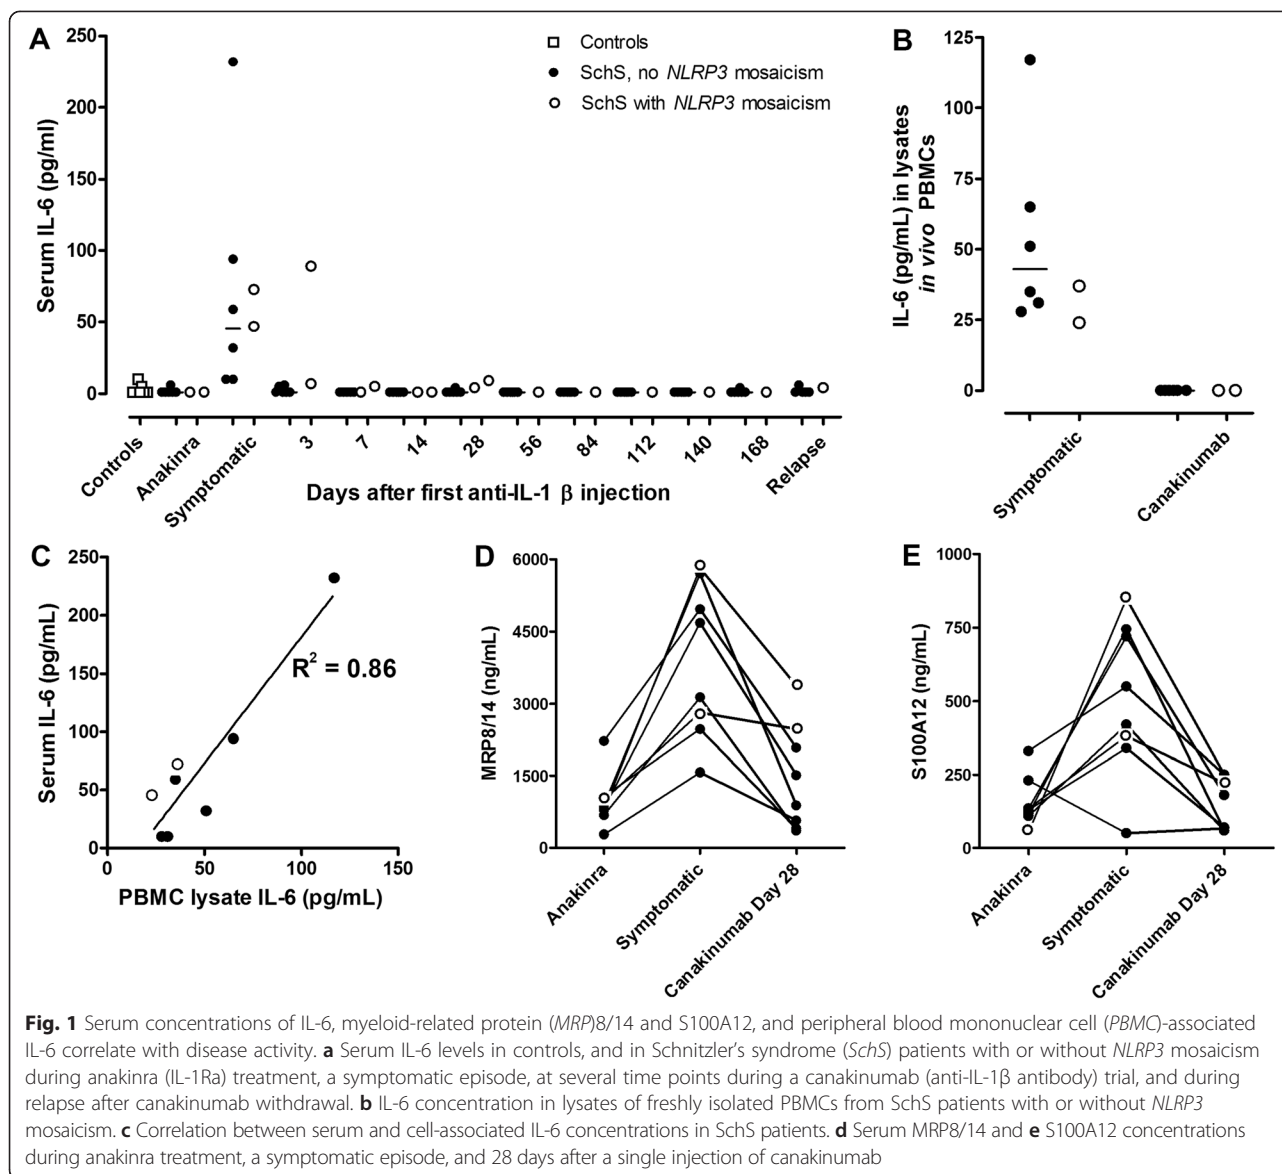 A
250
200
150
100
50
0
Serum IL-6 (pg/ml)
Controls
SchS, no NLRP3 mosaicism
SchS with NLRP3 mosaicism
Controls
Anakinra
Symptomatic
3
7
14
28
56
84
112
140
168
Relapse
Days after first anti-IL-1 β injection
B
125
100
75
50
25
0
IL-6 (pg/mL) in lysates
in vivo PBMCs
Symptomatic
Canakinumab
C
250
200
150
100
50
0
Serum IL-6 (pg/mL)
R² = 0.86
0
50
100
150
PBMC lysate IL-6 (pg/mL)
D
6000
4500
3000
1500
0
MRP8/14 (ng/mL)
Anakinra
Symptomatic
Canakinumab Day 28
E
1000
750
500
250
0
S100A12 (ng/mL)
Anakinra
Symptomatic
Canakinumab Day 28
Fig. 1 Serum concentrations of IL-6, myeloid-related protein (MRP)8/14 and S100A12, and peripheral blood mononuclear cell (PBMC)-associated
IL-6 correlate with disease activity. a Serum IL-6 levels in controls, and in Schnitzler's syndrome (SchS) patients with or without NLRP3 mosaicism
during anakinra (IL-1Ra) treatment, a symptomatic episode, at several time points during a canakinumab (anti-IL-1β antibody) trial, and during
relapse after canakinumab withdrawal. b IL-6 concentration in lysates of freshly isolated PBMCs from SchS patients with or without NLRP3
mosaicism. c Correlation between serum and cell-associated IL-6 concentrations in SchS patients. d Serum MRP8/14 and e S100A12 concentrations
during anakinra treatment, a symptomatic episode, and 28 days after a single injection of canakinumab